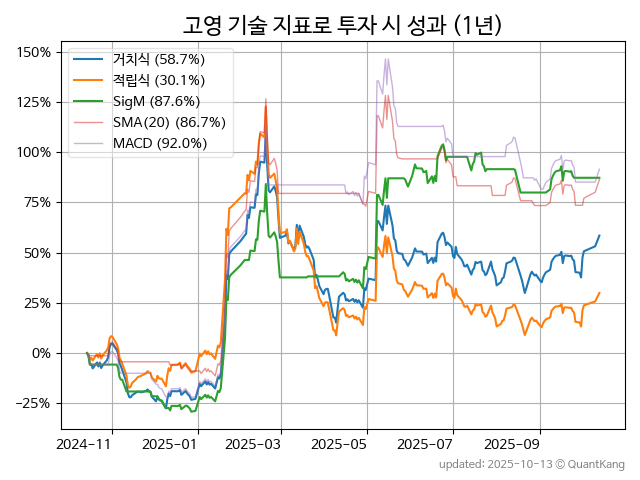 고영 기술 지표로 투자 시 성과 (1년)
거치식 (58.7%)
적립식 (30.1%)
SigM (87.6%)
SMA(20) (86.7%)
MACD (92.0%)
150%
125%
100%
75%
50%
25%
0%
−25%
2024-11
2025-01
2025-03
2025-05
2025-07
2025-09
updated: 2025-10-13 ⓒ QuantKang